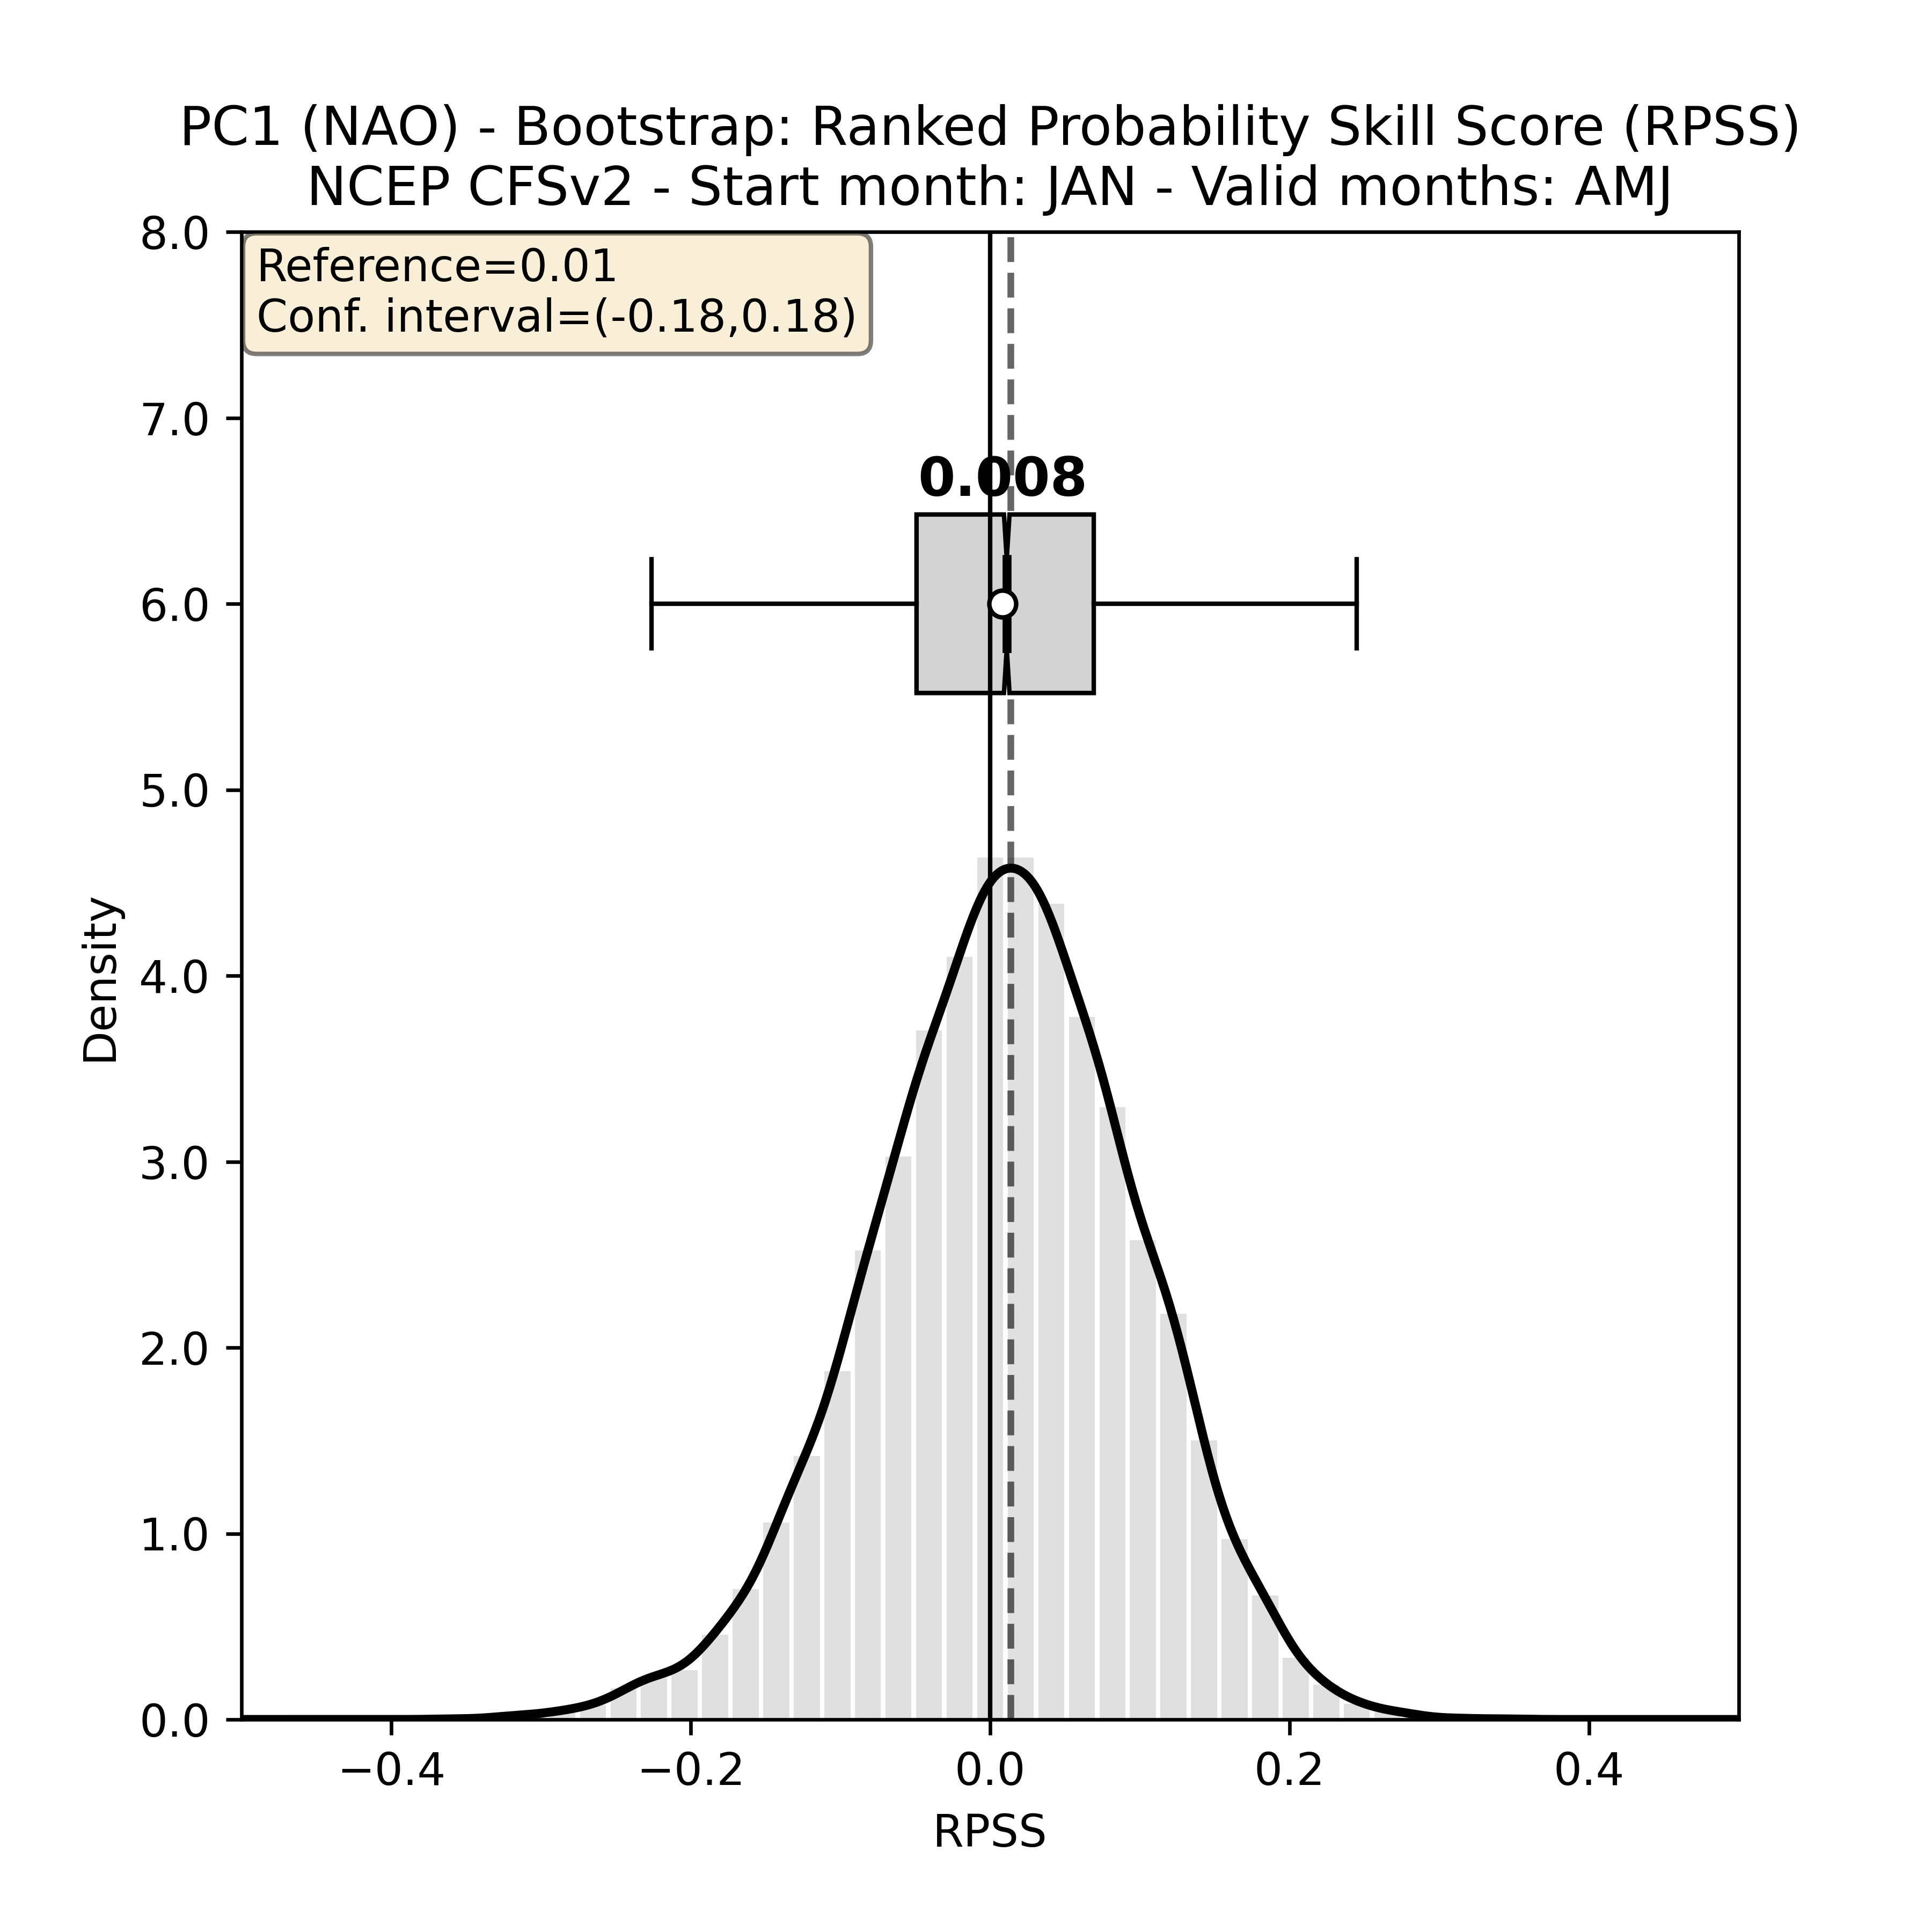 PC1 (NAO) - Bootstrap: Ranked Probability Skill Score (RPSS)
NCEP CFSv2 - Start month: JAN - Valid months: AMJ
Reference=0.01
Conf. interval=(-0.18,0.18)
0.008
8.0
7.0
6.0
5.0
4.0
3.0
2.0
1.0
0.0
Density
−0.4 −0.2 0.0 0.2 0.4
RPSS